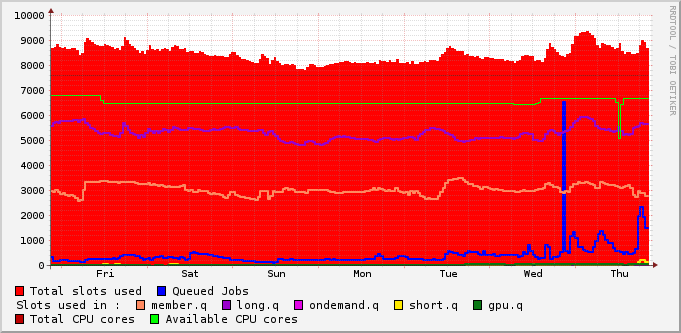 10000
9000
8000
7000
6000
5000
4000
3000
2000
1000
0
Fri Sat Sun Mon Tue Wed Thu
RRDTOOL / TOBI OETIKER
Total slots used Queued Jobs
Slots used in : member.q long.q ondemand.q short.q gpu.q
Total CPU cores Available CPU cores